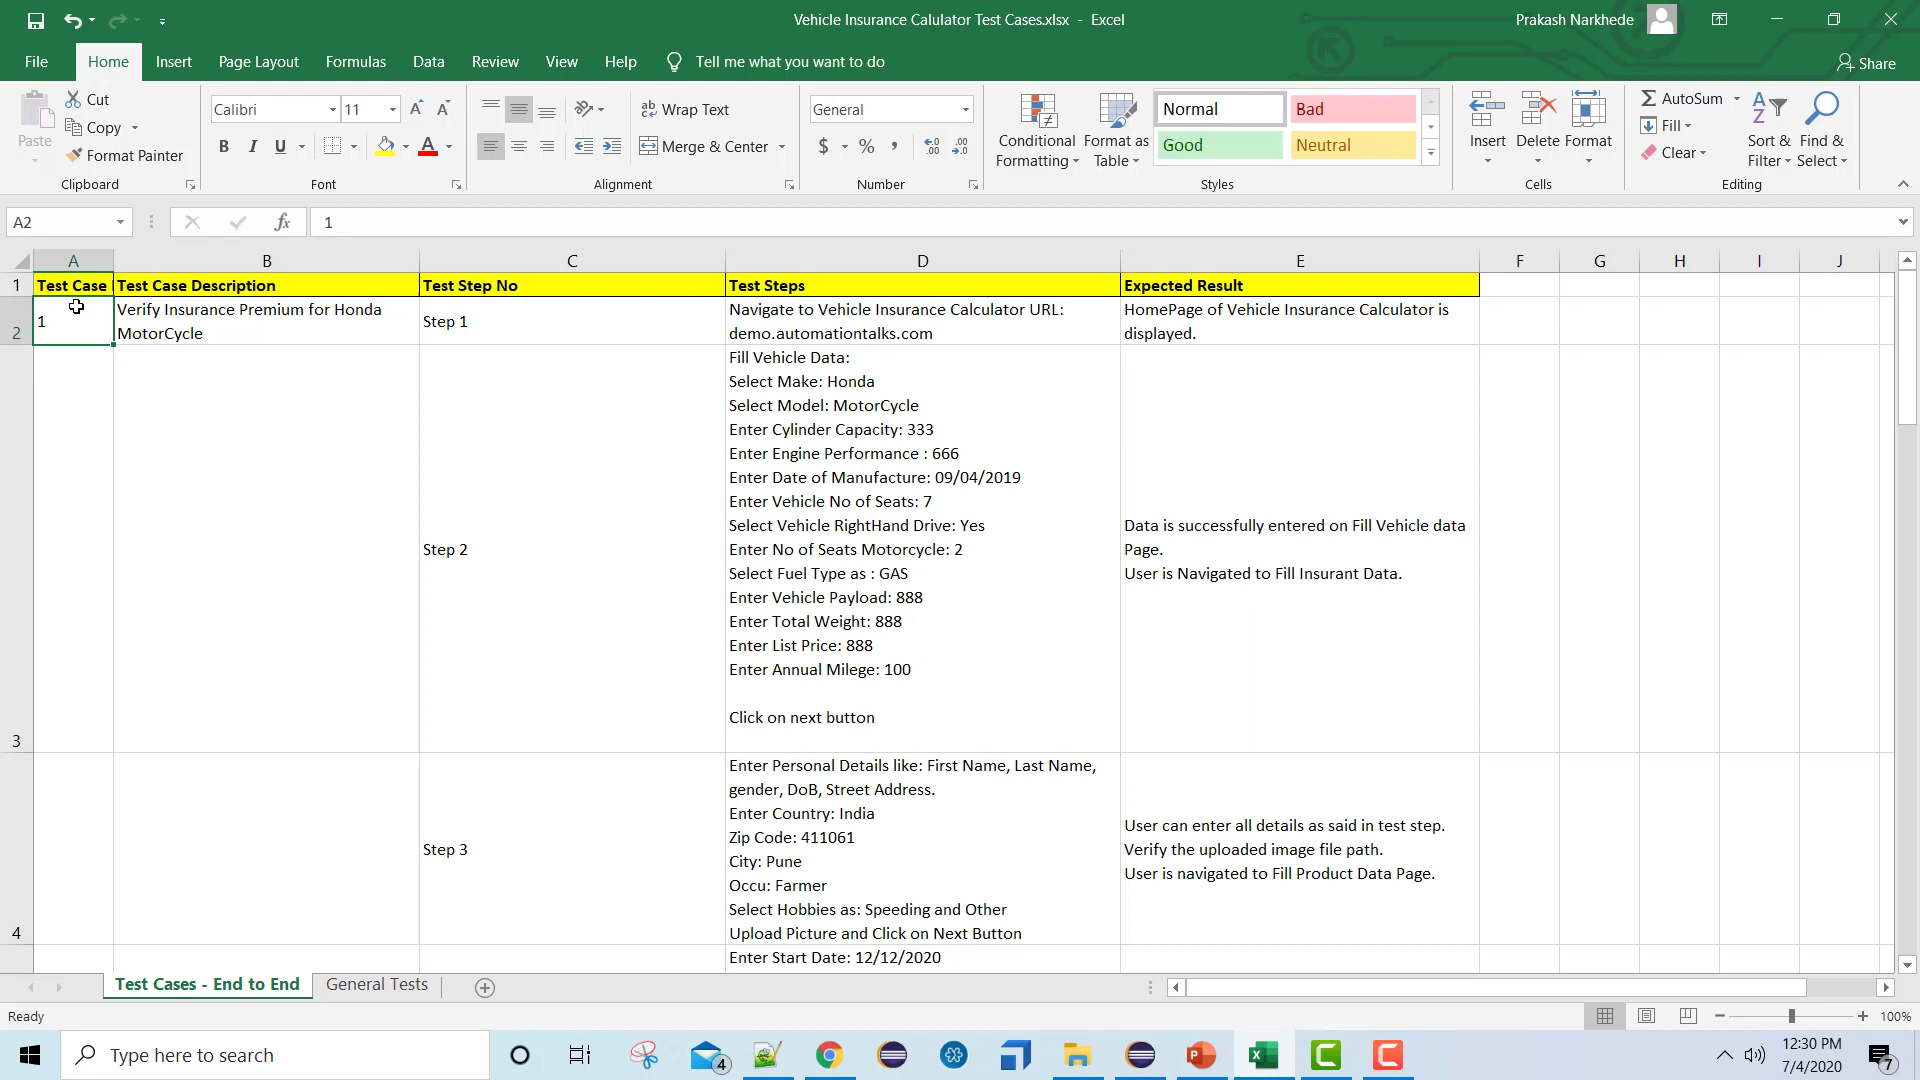 Vehicle Insurance Calulator Test Cases.xlsx - Excel
Prakash Narkhede
File Home Insert Page Layout Formulas Data Review View Help Tell me what you want to do Share
Paste
Cut
Copy
Format Painter
Clipboard
Calibri 11
B I U
Font
Wrap Text
Merge & Center
Alignment
General
$ % ,
Number
Conditional Formatting
Format as Table
Normal Bad
Good Neutral
Styles
Insert Delete Format
Cells
AutoSum
Fill
Clear
Sort & Filter
Find & Select
Editing
A2 fx 1
A B C D E F G H I J
1 Test Case Test Case Description Test Step No Test Steps Expected Result
2 1
Verify Insurance Premium for Honda
MotorCycle
Step 1
Navigate to Vehicle Insurance Calculator URL:
demo.automationtalks.com
HomePage of Vehicle Insurance Calculator is
displayed.
3
Step 2
Fill Vehicle Data:
Select Make: Honda
Select Model: MotorCycle
Enter Cylinder Capacity: 333
Enter Engine Performance : 666
Enter Date of Manufacture: 09/04/2019
Enter Vehicle No of Seats: 7
Select Vehicle RightHand Drive: Yes
Enter No of Seats Motorcycle: 2
Select Fuel Type as : GAS
Enter Vehicle Payload: 888
Enter Total Weight: 888
Enter List Price: 888
Enter Annual Milege: 100
Click on next button
Data is successfully entered on Fill Vehicle data
Page.
User is Navigated to Fill Insurant Data.
4
Step 3
Enter Personal Details like: First Name, Last Name,
gender, DoB, Street Address.
Enter Country: India
Zip Code: 411061
City: Pune
Occu: Farmer
Select Hobbies as: Speeding and Other
Upload Picture and Click on Next Button
User can enter all details as said in test step.
Verify the uploaded image file path.
User is navigated to Fill Product Data Page.
Enter Start Date: 12/12/2020
Test Cases - End to End General Tests
Ready 100%
Type here to search
4
12:30 PM
7/4/2020
7